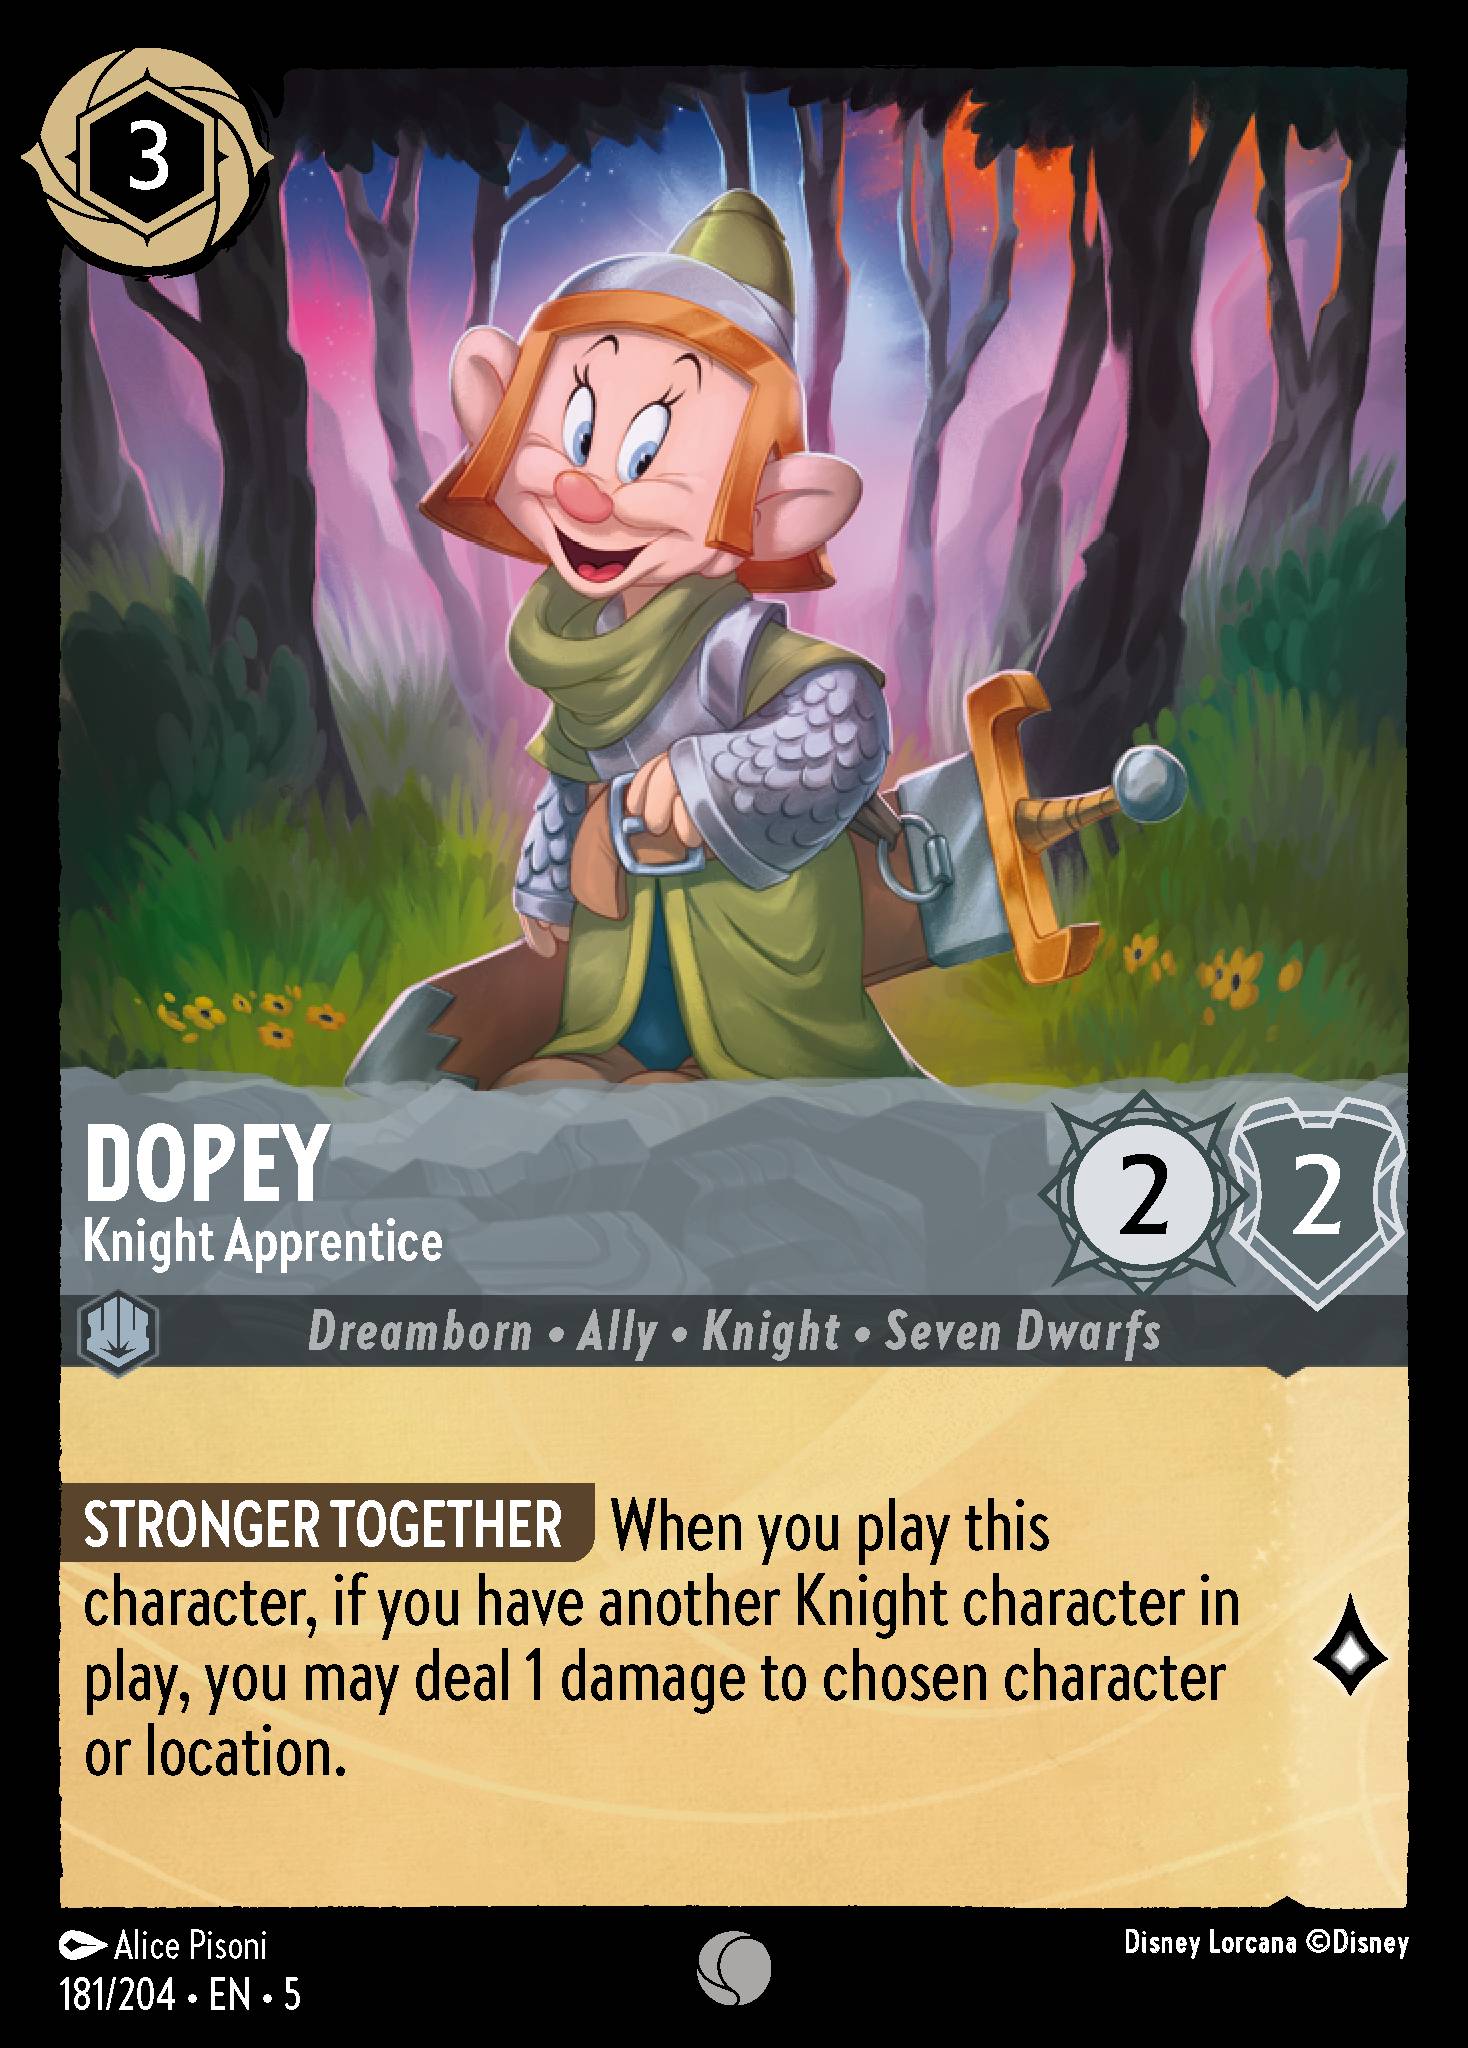 3
DOPEY
Knight Apprentice
2 2
Dreamborn • Ally • Knight • Seven Dwarfs
STRONGER TOGETHER When you play this
character, if you have another Knight character in
play, you may deal 1 damage to chosen character
or location.
Alice Pisoni
Disney Lorcana ©Disney
181/204 • EN • 5